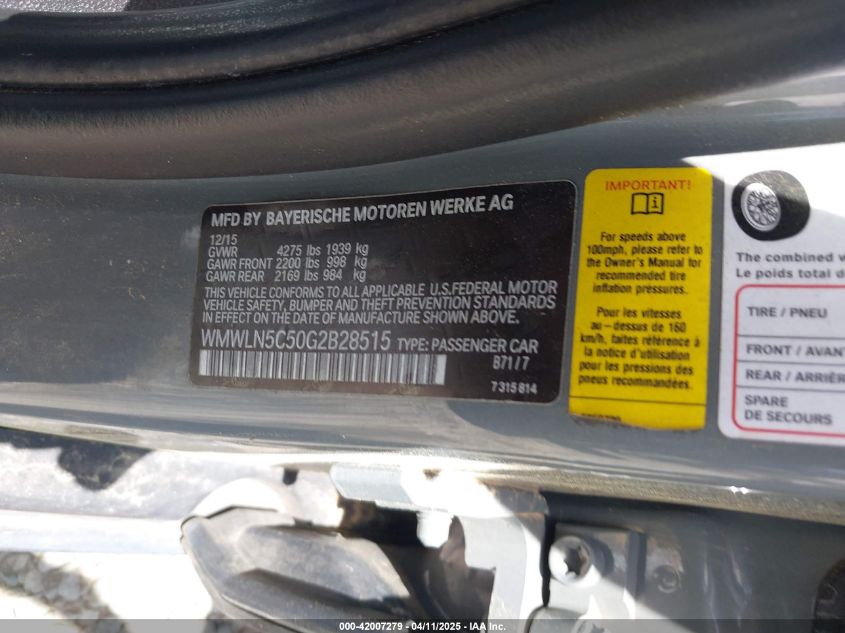 MFD BY BAYERISCHE MOTOREN WERKE AG
12/15
GVWR 4275 lbs 1939 kg
GAWR FRONT 2200 lbs 998 kg
GAWR REAR 2169 lbs 984 kg
THIS VEHICLE CONFORMS TO ALL APPLICABLE U.S.FEDERAL MOTOR
VEHICLE SAFETY, BUMPER AND THEFT PREVENTION STANDARDS
IN EFFECT ON THE DATE OF MANUFACTURE SHOWN ABOVE.
WMWLN5C50G2B28515 TYPE: PASSENGER CAR
B71/7
7315814
IMPORTANT!
For speeds above
100mph, please refer to
the Owner's Manual for
recommended tire
inflation pressures.
Pour les vitesses
au-dessus de 160
km/h, faites référence à
la notice d'utilisation
pour les pressions des
pneus recommandées.
The combined w
Le poids total d
TIRE / PNEU
FRONT / AVANT
REAR / ARRIÈR
SPARE
DE SECOURS
000-42007279 - 04/11/2025 - IAAI.COM